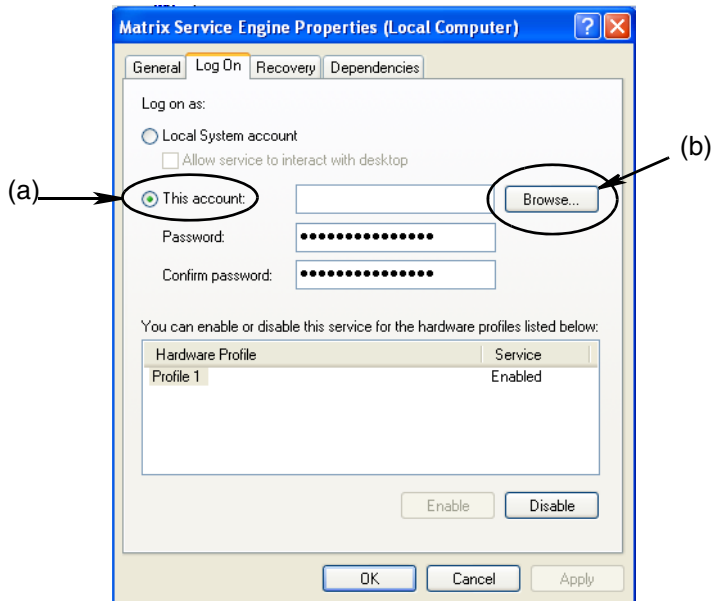 Matrix Service Engine Properties (Local Computer)
General Log On Recovery Dependencies
Log on as:
Local System account
Allow service to interact with desktop
(b)
(a) This account: Browse...
Password: ●●●●●●●●●●●●●●●
Confirm password: ●●●●●●●●●●●●●●●
You can enable or disable this service for the hardware profiles listed below:
Hardware Profile Service
Profile 1 Enabled
Enable Disable
OK Cancel Apply